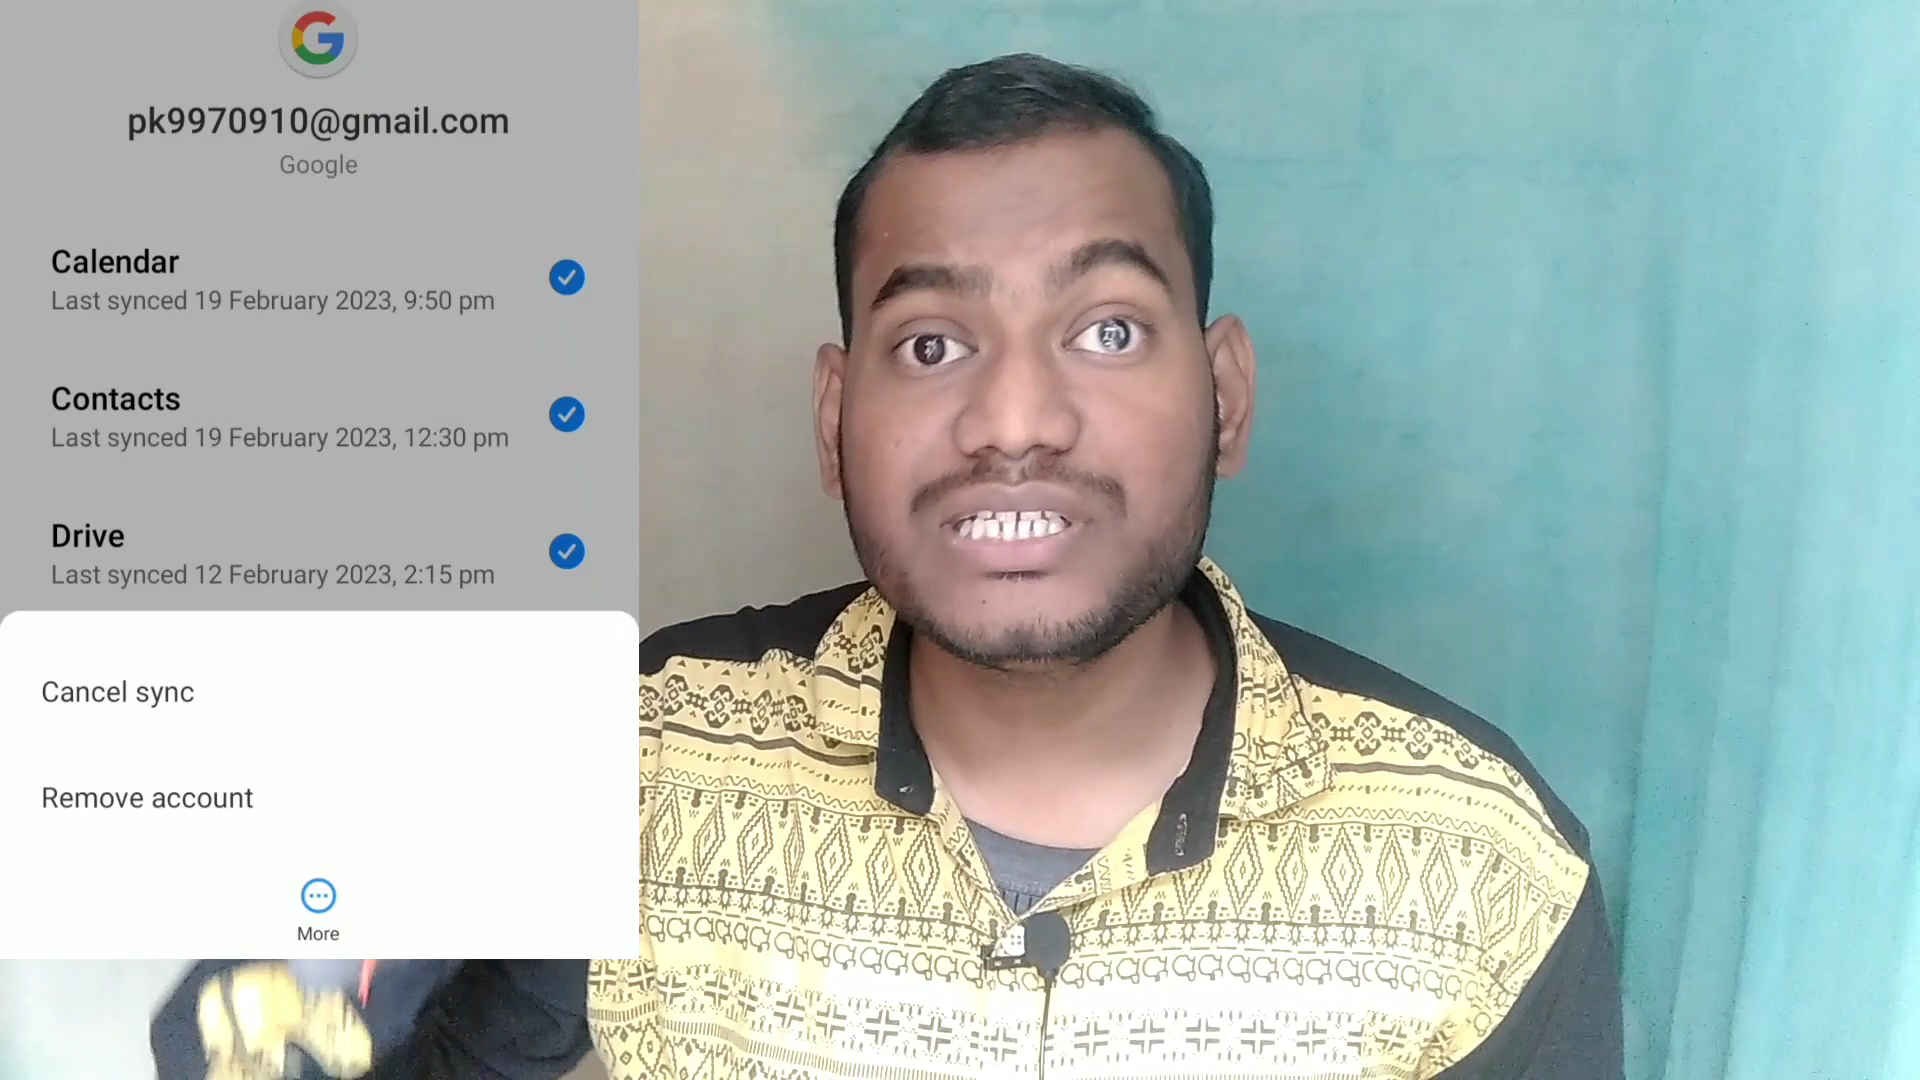 pk9970910@gmail.com
Google
Calendar
Last synced 19 February 2023, 9:50 pm
Contacts
Last synced 19 February 2023, 12:30 pm
Drive
Last synced 12 February 2023, 2:15 pm
Cancel sync
Remove account
More